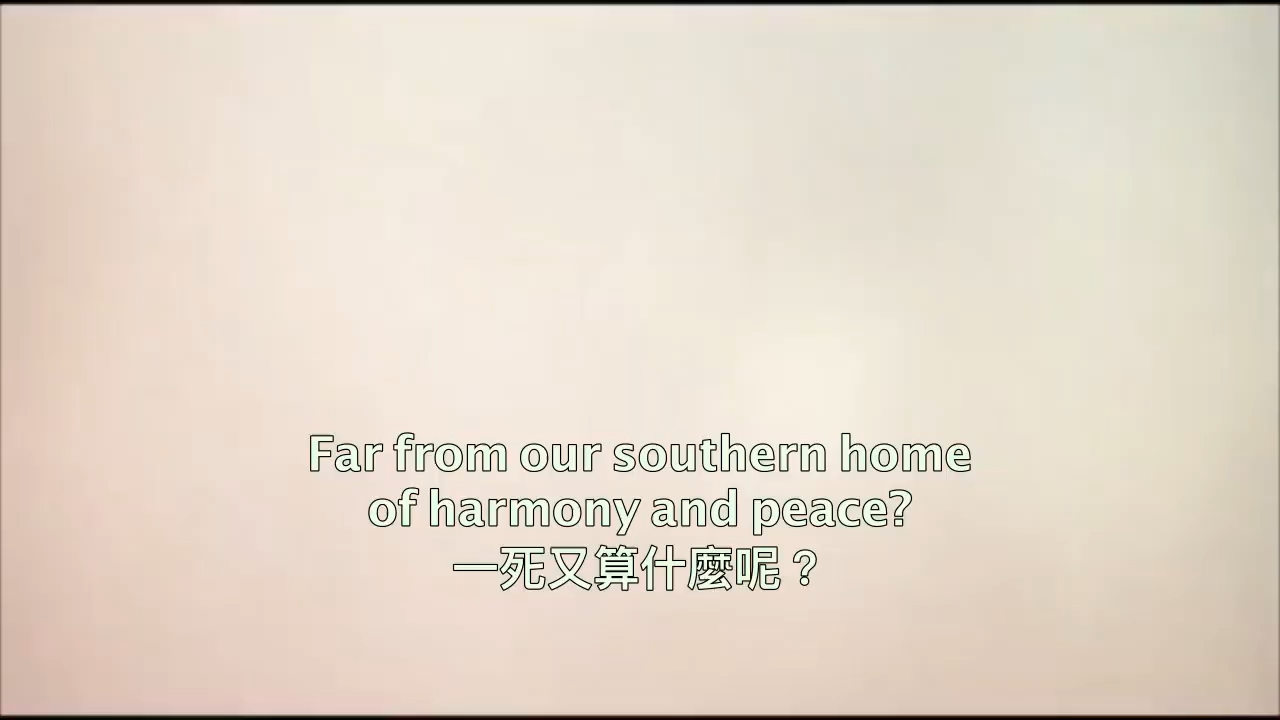 Far from our southern home
of harmony and peace?
一死又算什麼呢？